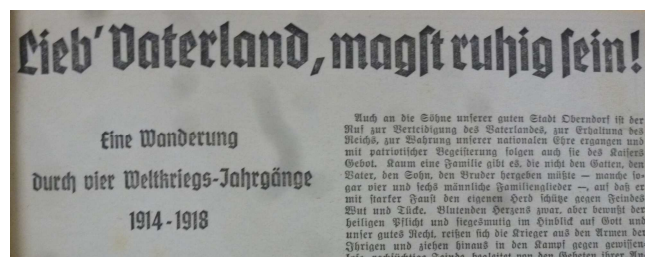 Lieb' Vaterland, magst ruhig sein!
Eine Wanderung
durch vier Weltkriegs-Jahrgänge
1914-1918
Auch an die Söhne unserer guten Stadt Oberndorf ist der
Ruf zur Verteidigung des Vaterlandes, zur Erhaltung des
Reichs, zur Wahrung unserer nationalen Ehre ergangen und
mit patriotischer Begeisterung folgen auch sie des Kaisers
Gebot. Kaum eine Familie gibt es, die nicht den Gatten, den
Vater, den Sohn, den Bruder hergeben müßte — manche so-
gar vier und sechs männliche Familienglieder —, auf daß er
mit starker Faust den eigenen Herd schütze gegen Feindes
Wut und Tücke. Blutenden Herzens zwar, aber bewußt der
heiligen Pflicht und siegesmutig im Hinblick auf Gott und
unser gutes Recht, reißen sich die Krieger aus den Armen der
Ihrigen und ziehen hinaus in den Kampf gegen gewissen-
begleitet von den Gebeten ihrer An-